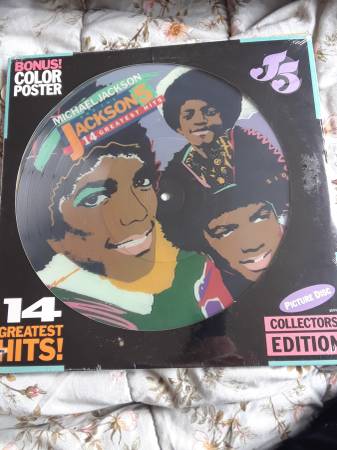 BONUS!
COLOR
POSTER
J5
MICHAEL JACKSON
JACKSON 5
14 GREATEST HITS
14
GREATEST
HITS!
PICTURE DISC
COLLECTORS
EDITION